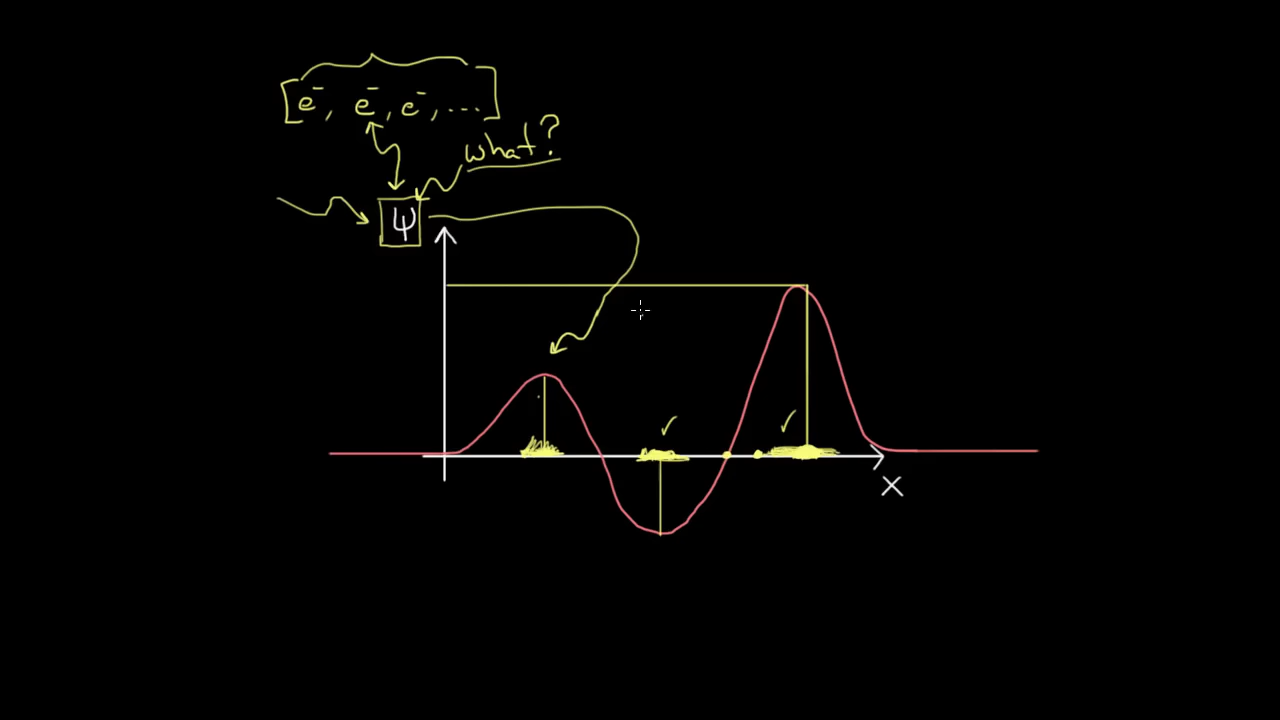 [e⁻, e⁻, e⁻, ...]
what?
ψ
x